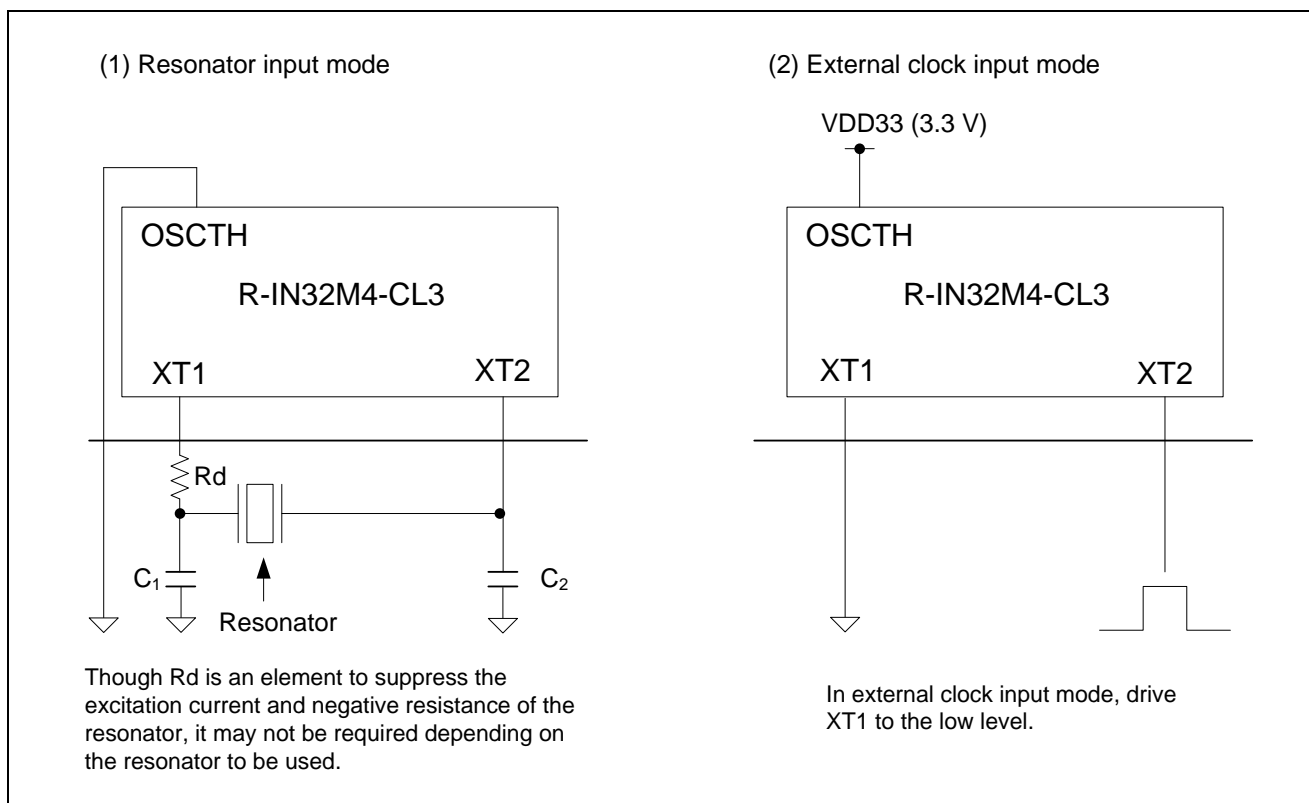 (1) Resonator input mode
OSCTH
R-IN32M4-CL3
XT1
XT2
Rd
C₁
C₂
Resonator
Though Rd is an element to suppress the
excitation current and negative resistance of the
resonator, it may not be required depending on
the resonator to be used.
(2) External clock input mode
VDD33 (3.3 V)
OSCTH
R-IN32M4-CL3
XT1
XT2
In external clock input mode, drive
XT1 to the low level.